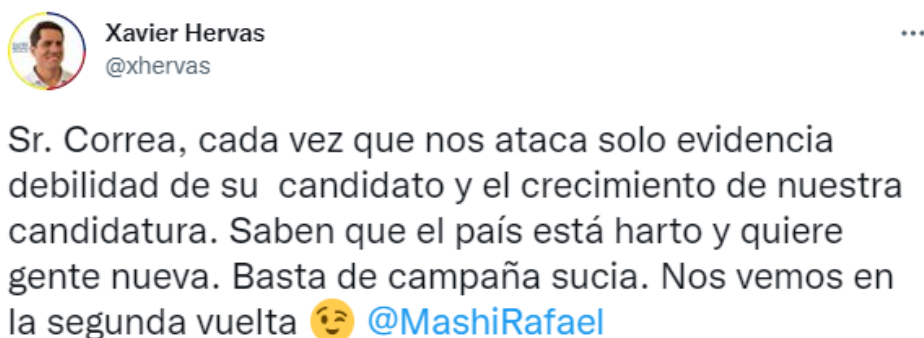 Xavier Hervas
@xhervas
Sr. Correa, cada vez que nos ataca solo evidencia
debilidad de su  candidato y el crecimiento de nuestra
candidatura. Saben que el país está harto y quiere
gente nueva. Basta de campaña sucia. Nos vemos en
la segunda vuelta 😉 @MashiRafael